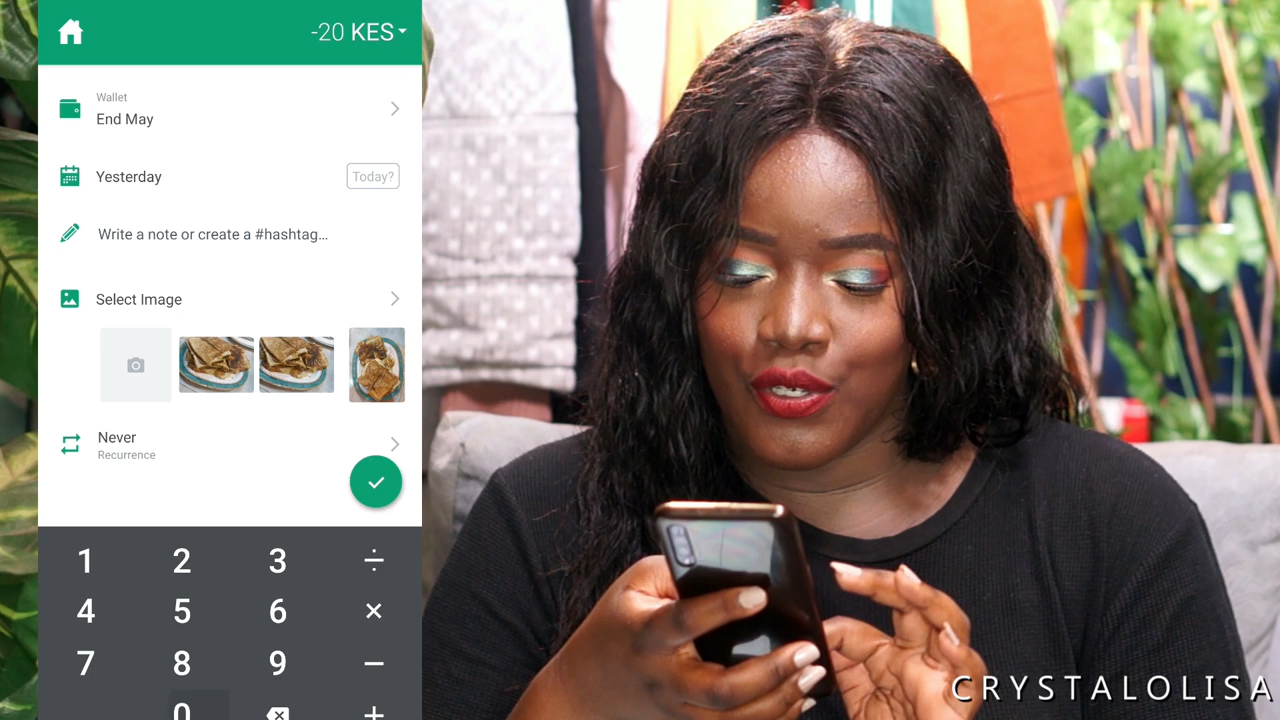 -20 KES
Wallet
End May
Yesterday
Today?
Write a note or create a #hashtag...
Select Image
Never
Recurrence
1 2 3 ÷
4 5 6 ×
7 8 9 −
0 +
CRYSTALOLISA